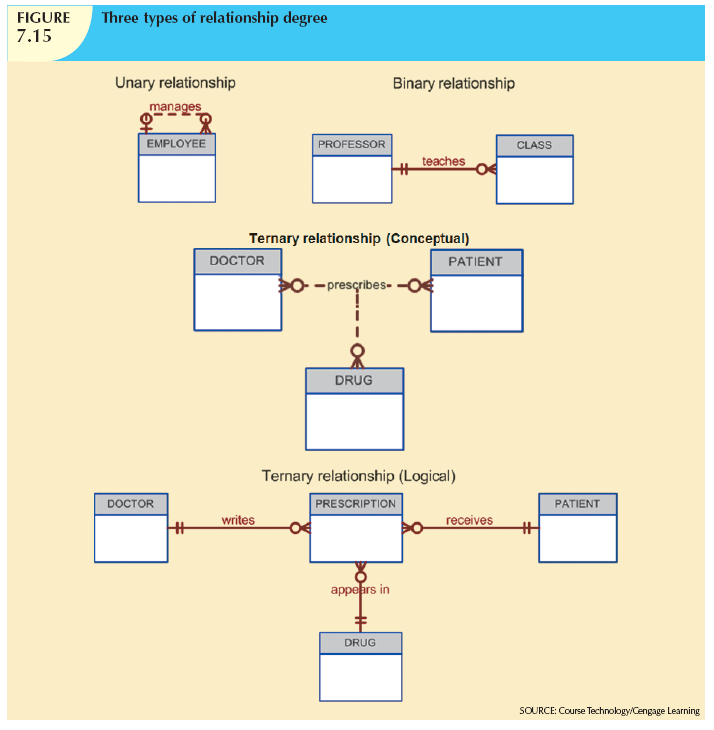 FIGURE
7.15
Three types of relationship degree
Unary relationship
Binary relationship
manages
EMPLOYEE
PROFESSOR
teaches
CLASS
Ternary relationship (Conceptual)
DOCTOR
prescribes
PATIENT
DRUG
Ternary relationship (Logical)
DOCTOR
writes
PRESCRIPTION
receives
PATIENT
appears in
DRUG
SOURCE: Course Technology/Cengage Learning